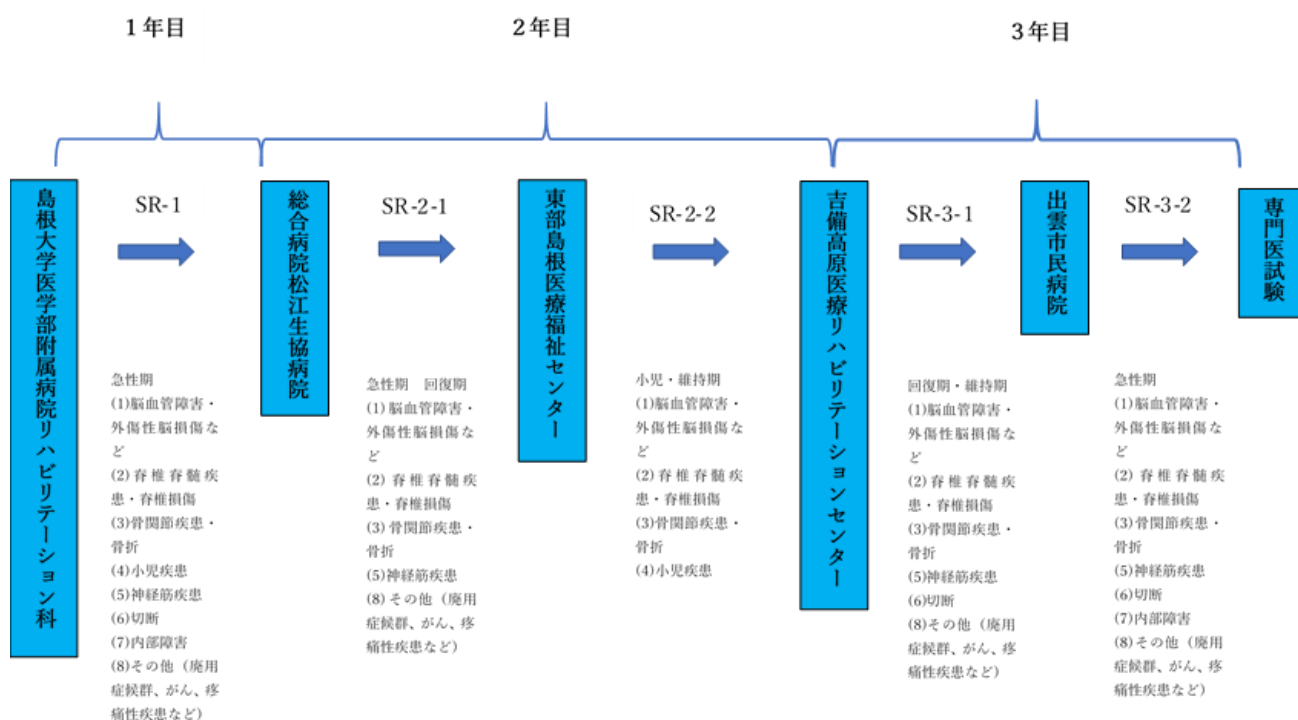 1年目
2年目
3年目
島根大学医学部附属病院リハビリテーション科
SR-1
総合病院松江生協病院
SR-2-1
東部島根医療福祉センター
SR-2-2
吉備高原医療リハビリテーションセンター
SR-3-1
出雲市民病院
SR-3-2
専門医試験
急性期
(1)脳血管障害・
外傷性脳損傷など
ど
(2)脊椎脊髄疾
患・脊椎損傷
(3)骨関節疾患・
骨折
(4)小児疾患
(5)神経筋疾患
(6)切断
(7)内部障害
(8)その他（廃用
症候群、がん、疼
痛性疾患など）
急性期　回復期
(1)脳血管障害・
外傷性脳損傷な
ど
(2)脊椎脊髄疾
患・脊椎損傷
(3)骨関節疾患・
骨折
(5)神経筋疾患
(8)その他（廃用
症候群、がん、疼
痛性疾患など）
小児・維持期
(1)脳血管障害・
外傷性脳損傷な
ど
(2)脊椎脊髄疾
患・脊椎損傷
(3)骨関節疾患・
骨折
(4)小児疾患
回復期・維持期
(1)脳血管障害・
外傷性脳損傷な
ど
(2)脊椎脊髄疾
患・脊椎損傷
(3)骨関節疾患・
骨折
(5)神経筋疾患
(6)切断
(8)その他（廃用
症候群、がん、疼
痛性疾患など）
急性期
(1)脳血管障害・
外傷性脳損傷な
ど
(2)脊椎脊髄疾
患・脊椎損傷
(3)骨関節疾患・
骨折
(5)神経筋疾患
(6)切断
(7)内部障害
(8)その他（廃用
症候群、がん、疼
痛性疾患など）